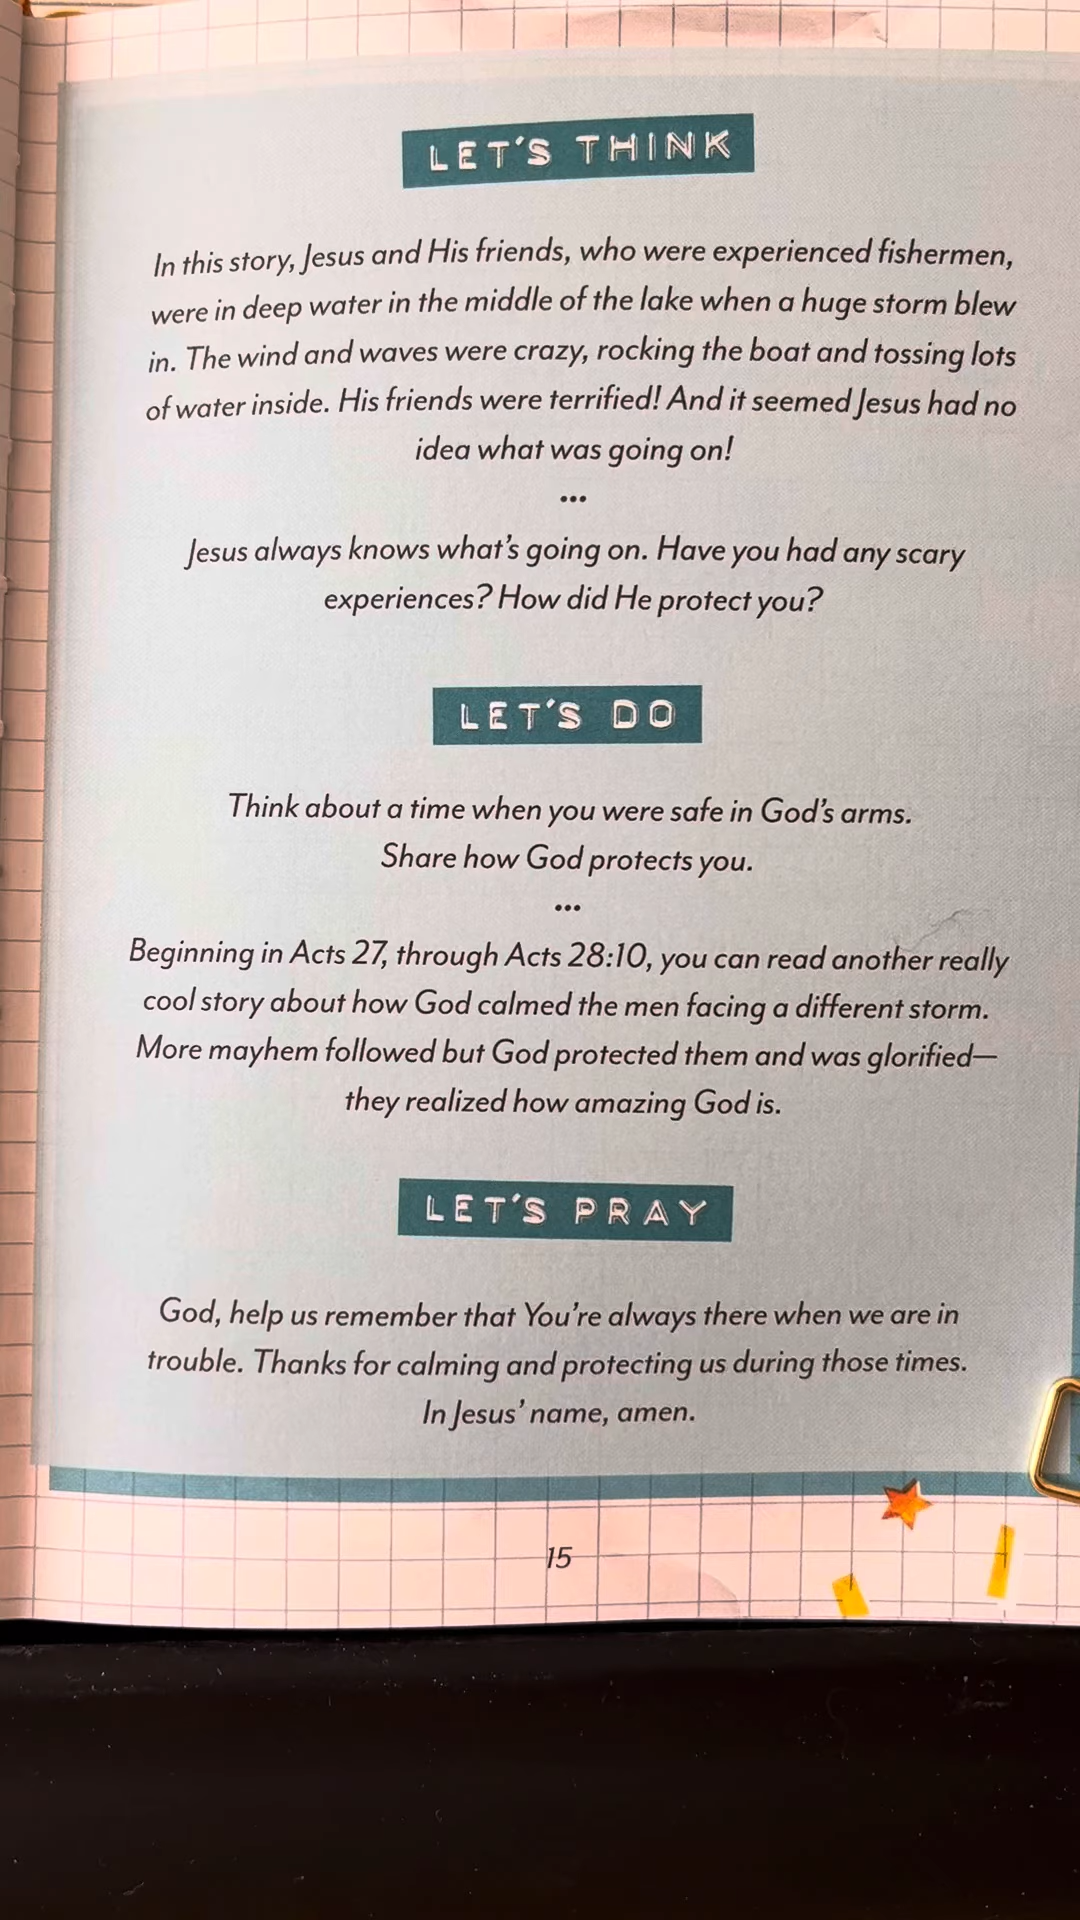 LET'S THINK
In this story, Jesus and His friends, who were experienced fishermen,
were in deep water in the middle of the lake when a huge storm blew
in. The wind and waves were crazy, rocking the boat and tossing lots
of water inside. His friends were terrified! And it seemed Jesus had no
idea what was going on!
•••
Jesus always knows what's going on. Have you had any scary
experiences? How did He protect you?
LET'S DO
Think about a time when you were safe in God's arms.
Share how God protects you.
•••
Beginning in Acts 27, through Acts 28:10, you can read another really
cool story about how God calmed the men facing a different storm.
More mayhem followed but God protected them and was glorified—
they realized how amazing God is.
LET'S PRAY
God, help us remember that You're always there when we are in
trouble. Thanks for calming and protecting us during those times.
In Jesus' name, amen.
15